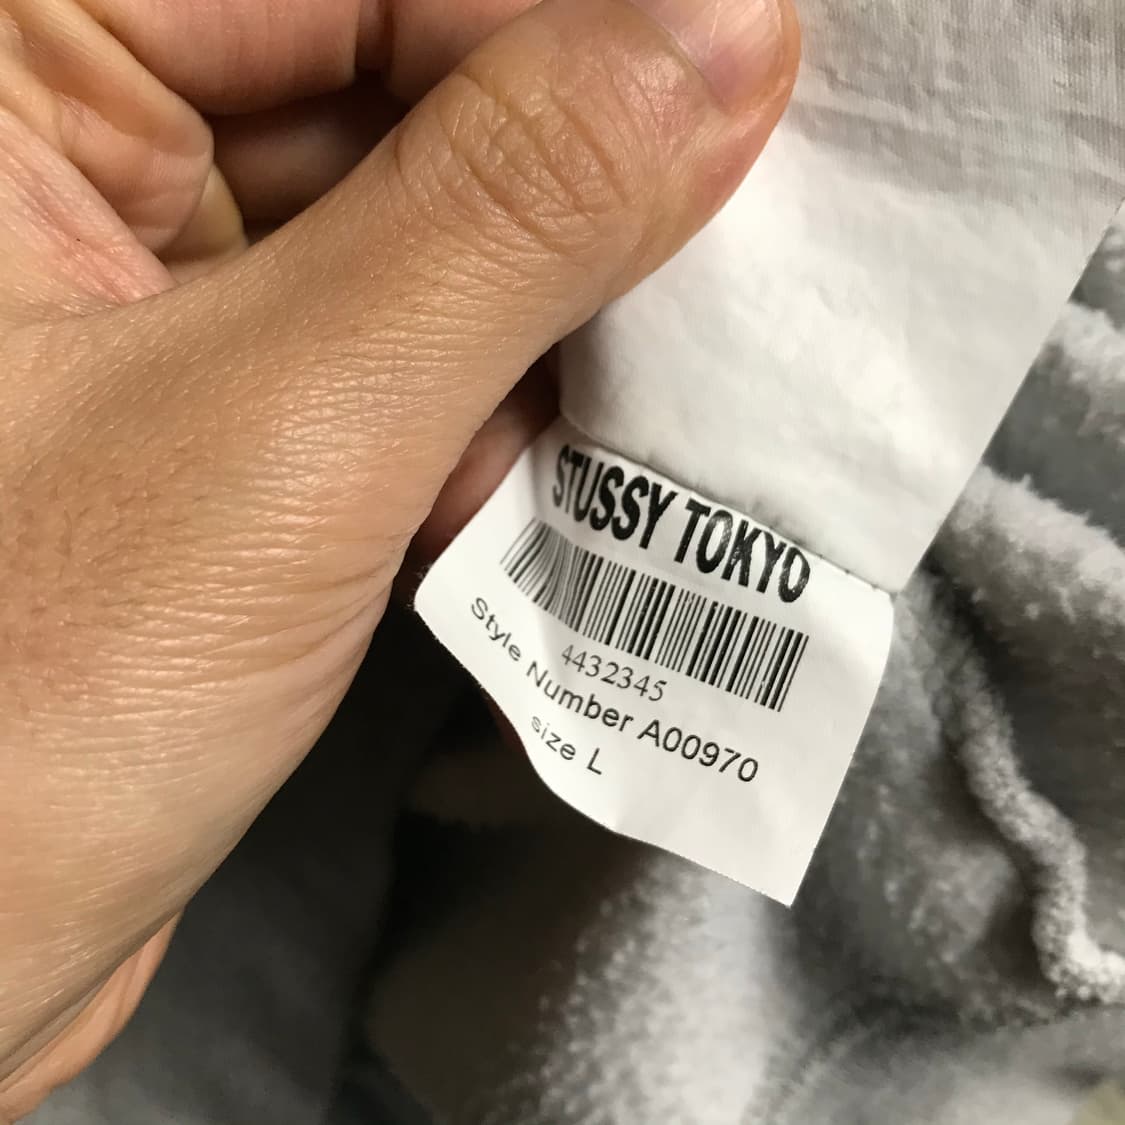 STUSSY TOKYO
4432345
Style Number A00970
size L